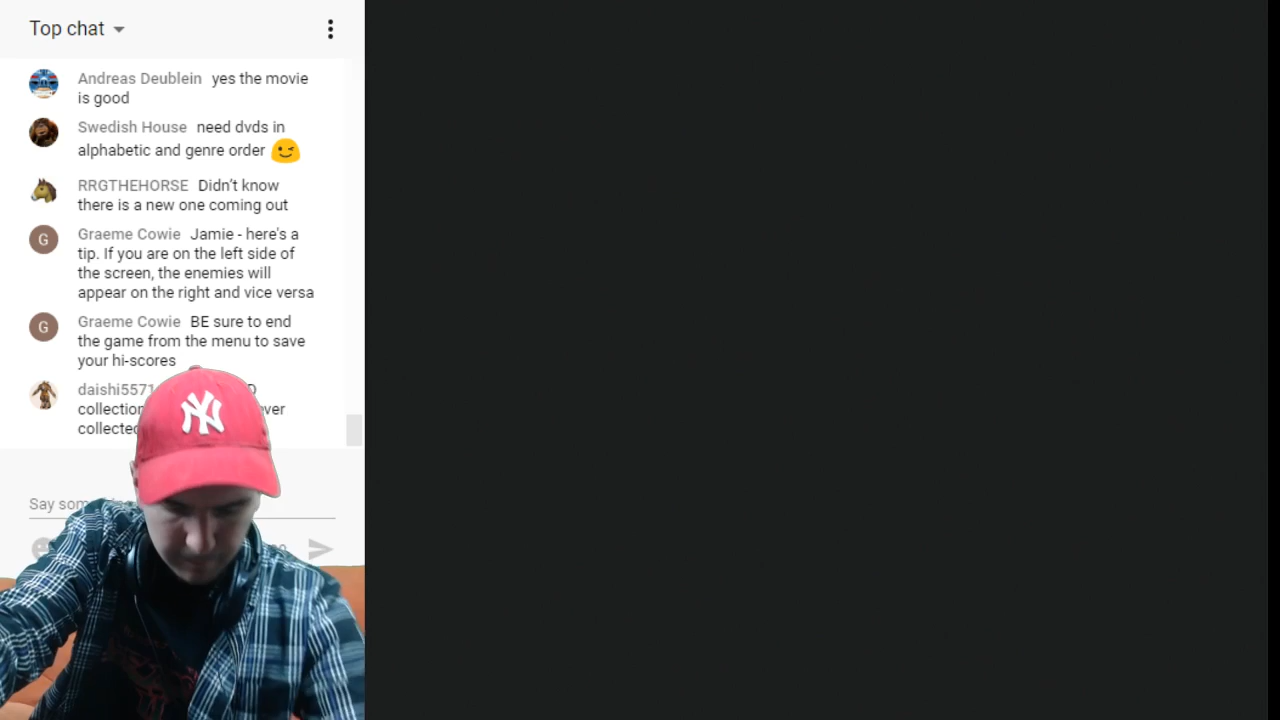 Top chat
Andreas Deublein yes the movie
is good
Swedish House need dvds in
alphabetic and genre order
RRGTHEHORSE Didn't know
there is a new one coming out
G
Graeme Cowie Jamie - here's a
tip. If you are on the left side of
the screen, the enemies will
appear on the right and vice versa
G
Graeme Cowie BE sure to end
the game from the menu to save
your hi-scores
daishi5571
NY
Say